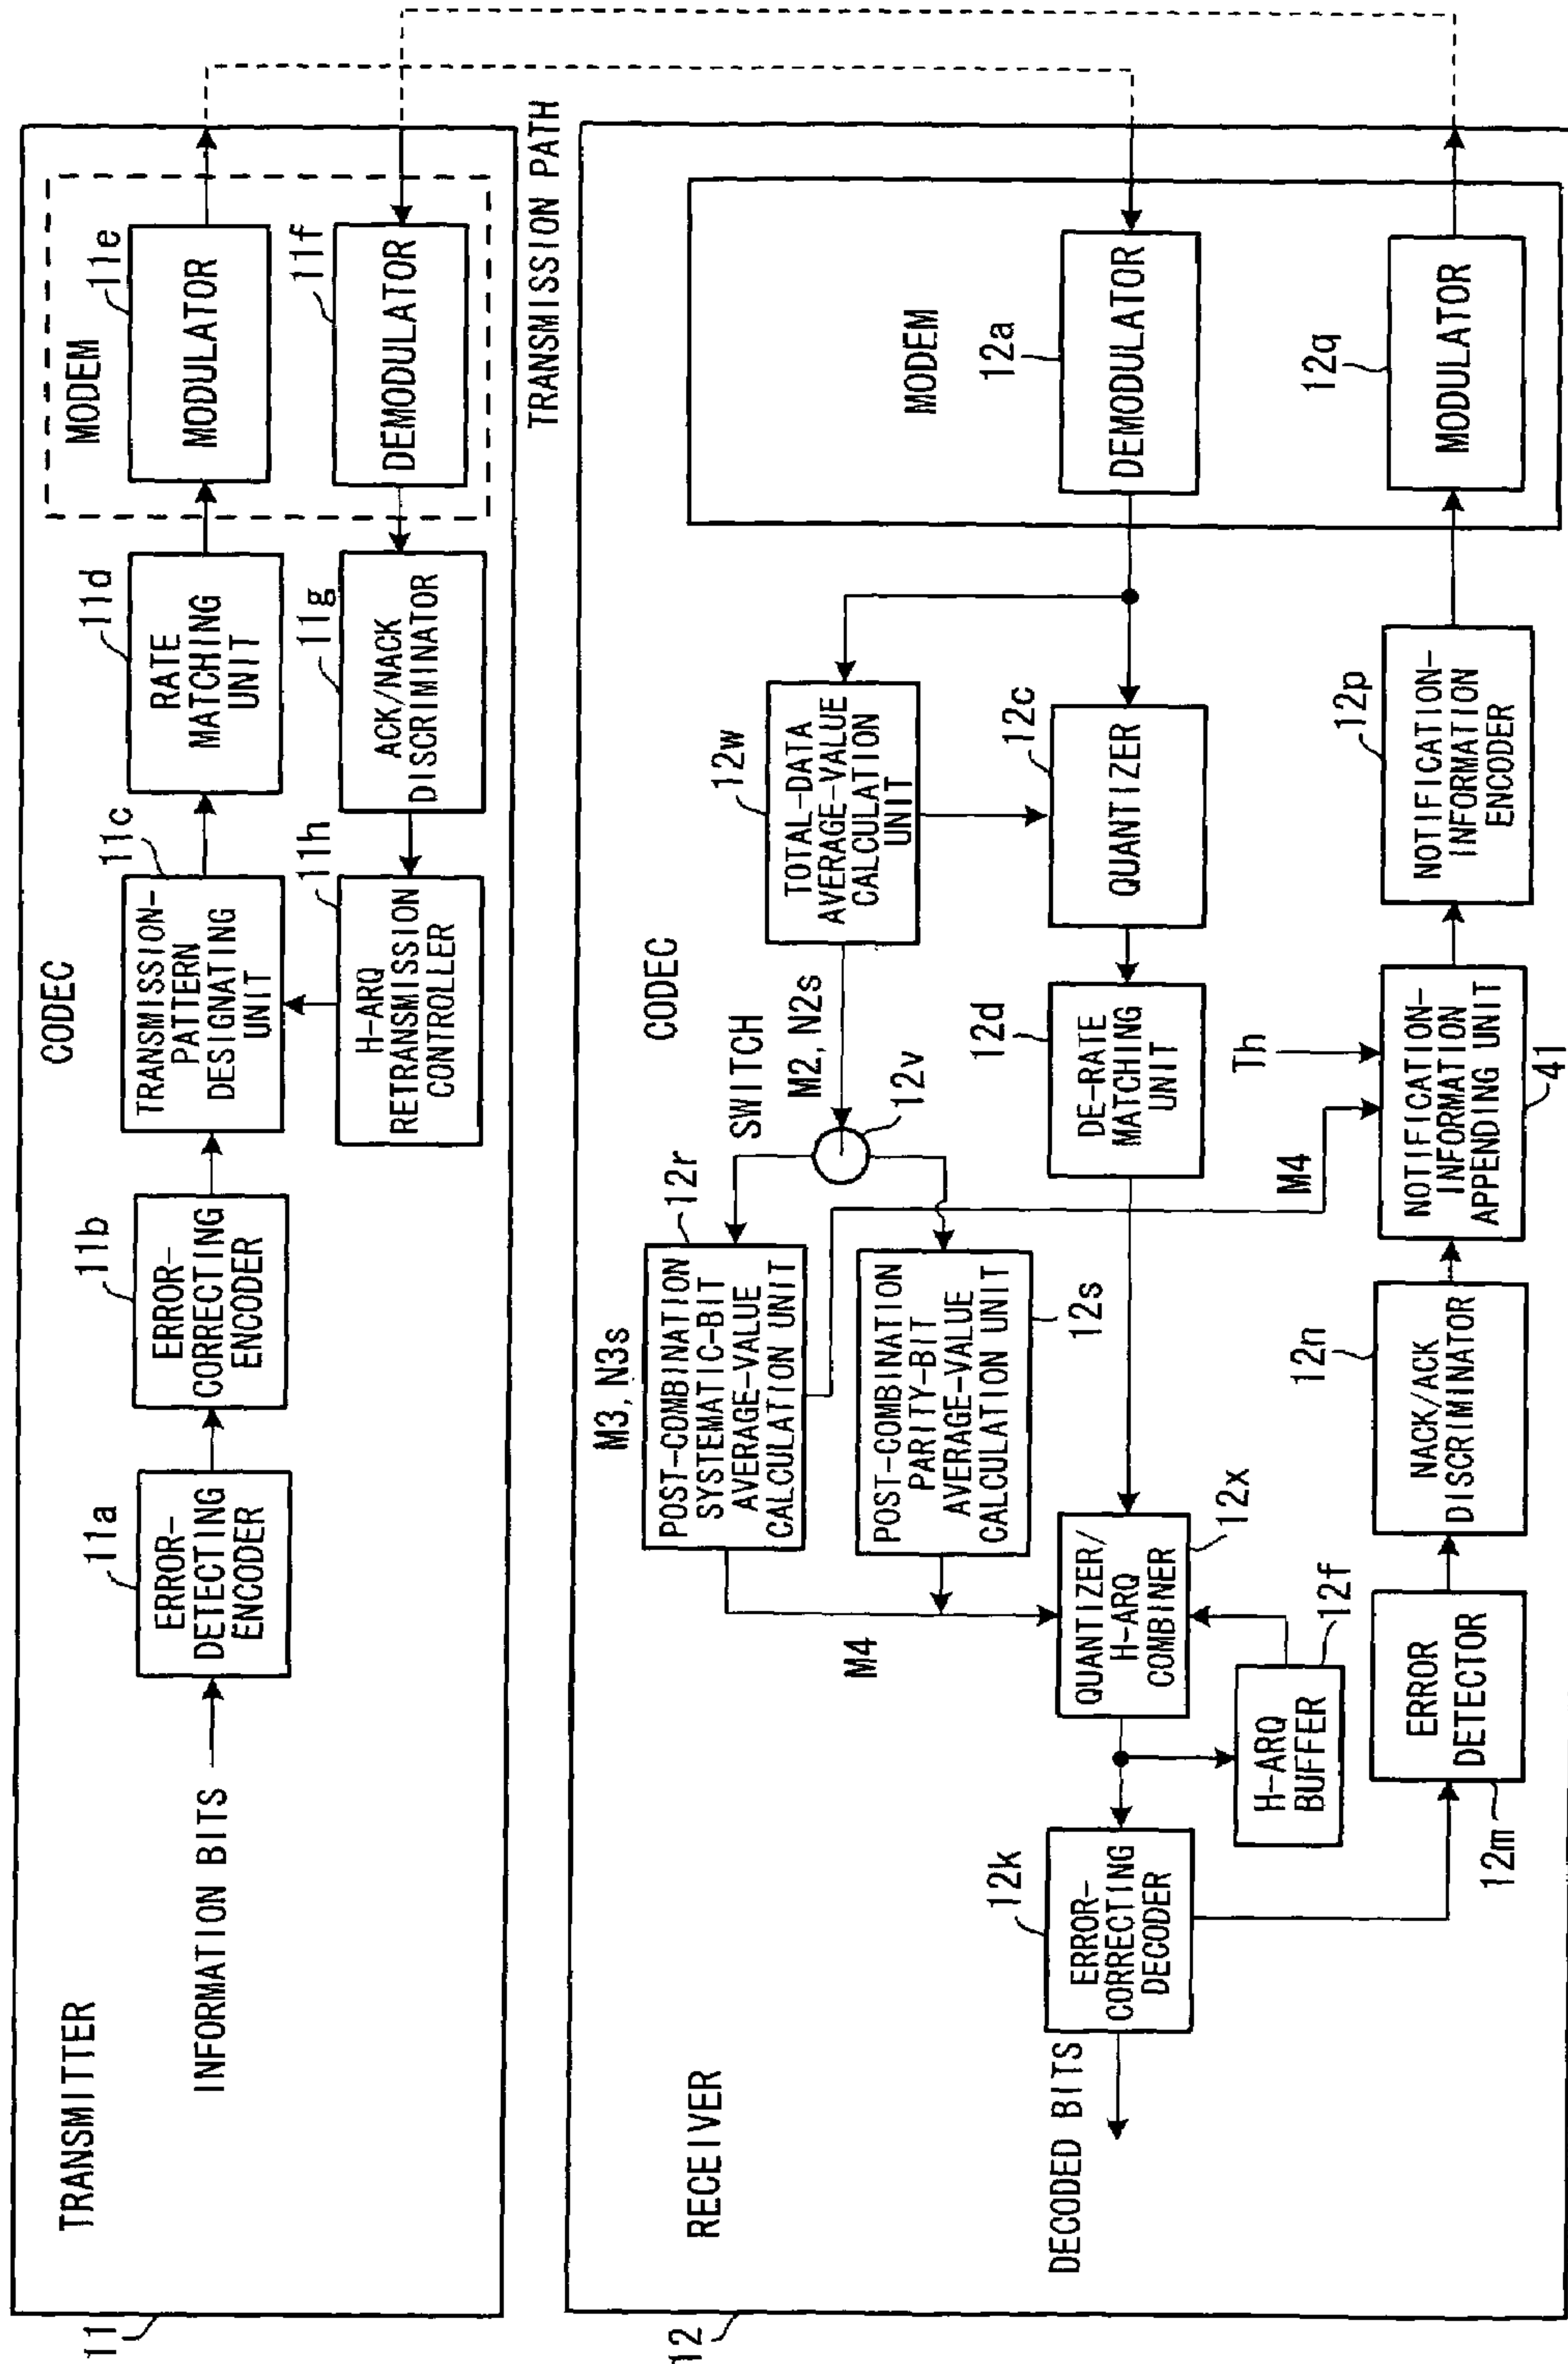 TRANSMITTER
11
CODEC
MODEM
INFORMATION BITS
11a
ERROR-
DETECTING
ENCODER
11b
ERROR-
CORRECTING
ENCODER
11c
TRANSMISSION-
PATTERN
DESIGNATING
UNIT
11d
RATE
MATCHING
UNIT
11e
MODULATOR
11h
H-ARQ
RETRANSMISSION
CONTROLLER
11g
ACK/NACK
DISCRIMINATOR
11f
DEMODULATOR
TRANSMISSION PATH
RECEIVER
12
CODEC
MODEM
M3, N3s
12r
POST-COMBINATION
SYSTEMATIC-BIT
AVERAGE-VALUE
CALCULATION UNIT
SWITCH
12v
M2, N2s
12w
TOTAL-DATA
AVERAGE-VALUE
CALCULATION
UNIT
POST-COMBINATION
PARITY-BIT
AVERAGE-VALUE
CALCULATION UNIT
12s
M4
DECODED BITS
12k
ERROR-
CORRECTING
DECODER
QUANTIZER/
H-ARQ
COMBINER
12x
12d
DE-RATE
MATCHING
UNIT
12c
QUANTIZER
12a
DEMODULATOR
H-ARQ
BUFFER
12f
12m
ERROR
DETECTOR
12n
NACK/ACK
DISCRIMINATOR
M4
Th
NOTIFICATION-
INFORMATION
APPENDING UNIT
41
12p
NOTIFICATION-
INFORMATION
ENCODER
12q
MODULATOR